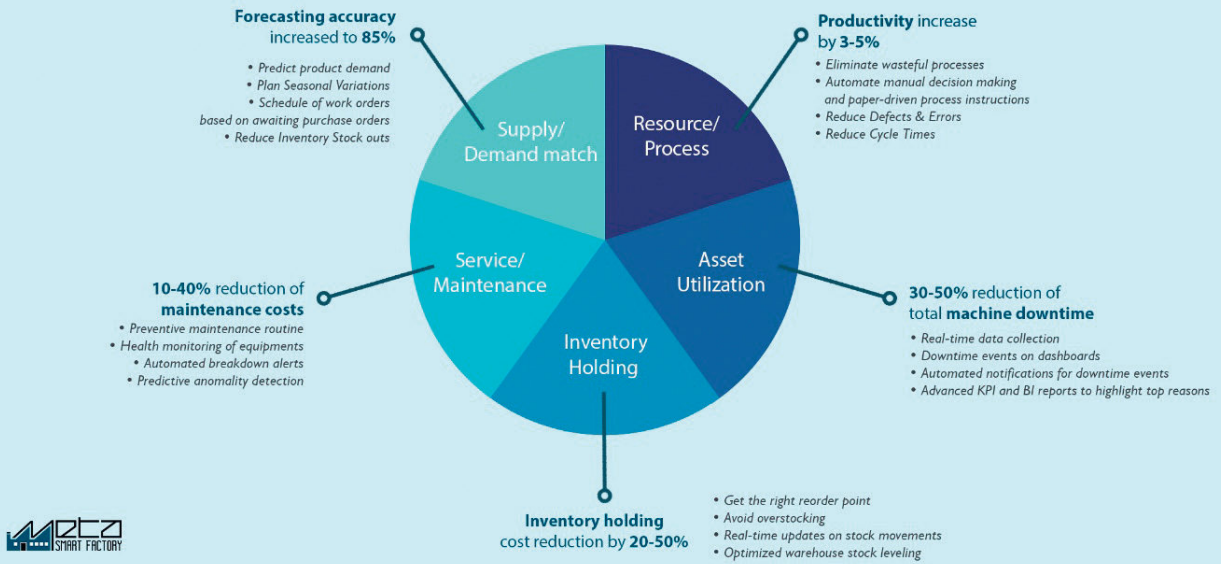 Forecasting accuracy
increased to 85%
• Predict product demand
• Plan Seasonal Variations
• Schedule of work orders
based on awaiting purchase orders
• Reduce Inventory Stock outs
Productivity increase
by 3-5%
• Eliminate wasteful processes
• Automate manual decision making
and paper-driven process instructions
• Reduce Defects & Errors
• Reduce Cycle Times
Supply/
Demand match
Resource/
Process
Service/
Maintenance
Asset
Utilization
Inventory
Holding
10-40% reduction of
maintenance costs
• Preventive maintenance routine
• Health monitoring of equipments
• Automated breakdown alerts
• Predictive anomality detection
30-50% reduction of
total machine downtime
• Real-time data collection
• Downtime events on dashboards
• Automated notifications for downtime events
• Advanced KPI and BI reports to highlight top reasons
Inventory holding
cost reduction by 20-50%
• Get the right reorder point
• Avoid overstocking
• Real-time updates on stock movements
• Optimized warehouse stock leveling
META
SMART FACTORY